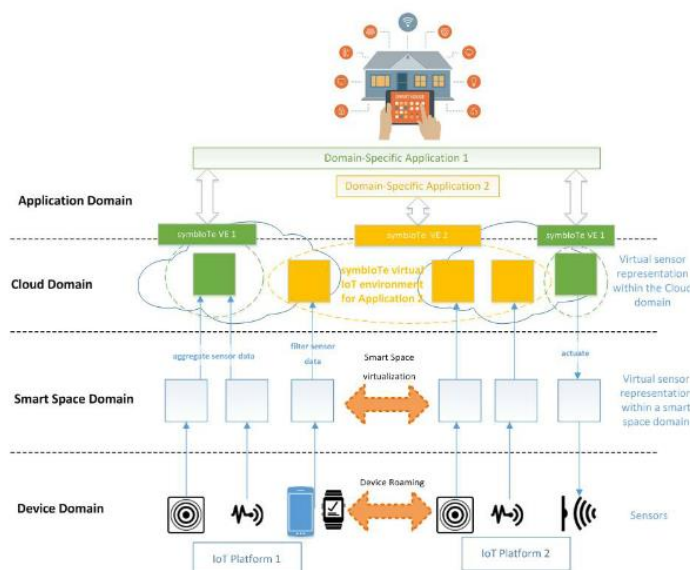 SMART HOUSE
Domain-Specific Application 1
Domain-Specific Application 2
Application Domain
symbIoTe VE 1
symbIoTe VE 2
symbIoTe VE 1
Cloud Domain
symbIoTe virtual
IoT environment
for Application 2
Virtual sensor
representation
within the Cloud
domain
aggregate sensor data
filter sensor
data
Smart Space
virtualization
actuate
Smart Space Domain
Virtual sensor
representation
within a smart
space domain
Device Roaming
Device Domain
Sensors
IoT Platform 1
IoT Platform 2